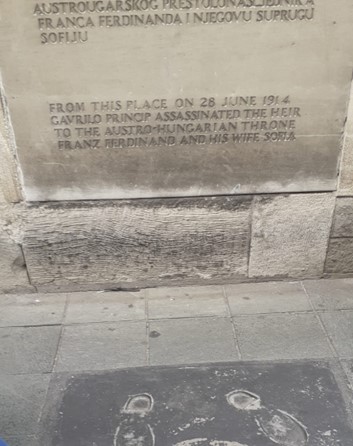 AUSTROUGARSKOG PRESTOLONASLJEDNIKA
FRANCA FERDINANDA I NJEGOVU SUPRUGU
SOFIJU
FROM THIS PLACE ON 28 JUNE 1914
GAVRILO PRINCIP ASSASSINATED THE HEIR
TO THE AUSTRO-HUNGARIAN THRONE
FRANZ FERDINAND AND HIS WIFE SOFIA